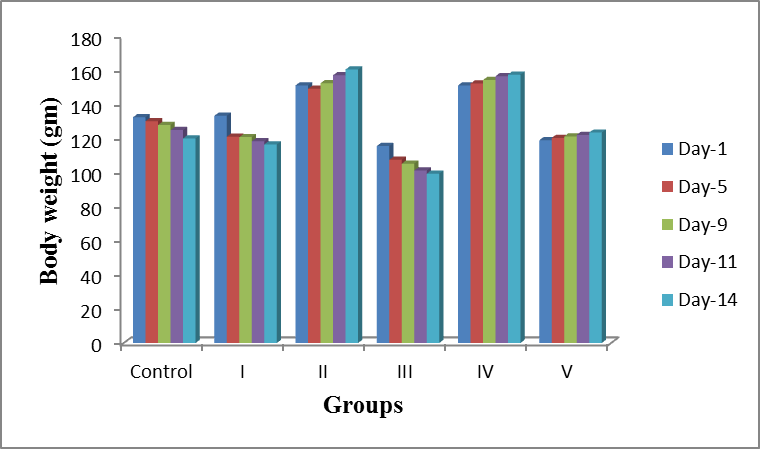 180
160
140
120
100
80
60
40
20
0
Body weight (gm)
Control I II III IV V
Groups
Day-1
Day-5
Day-9
Day-11
Day-14